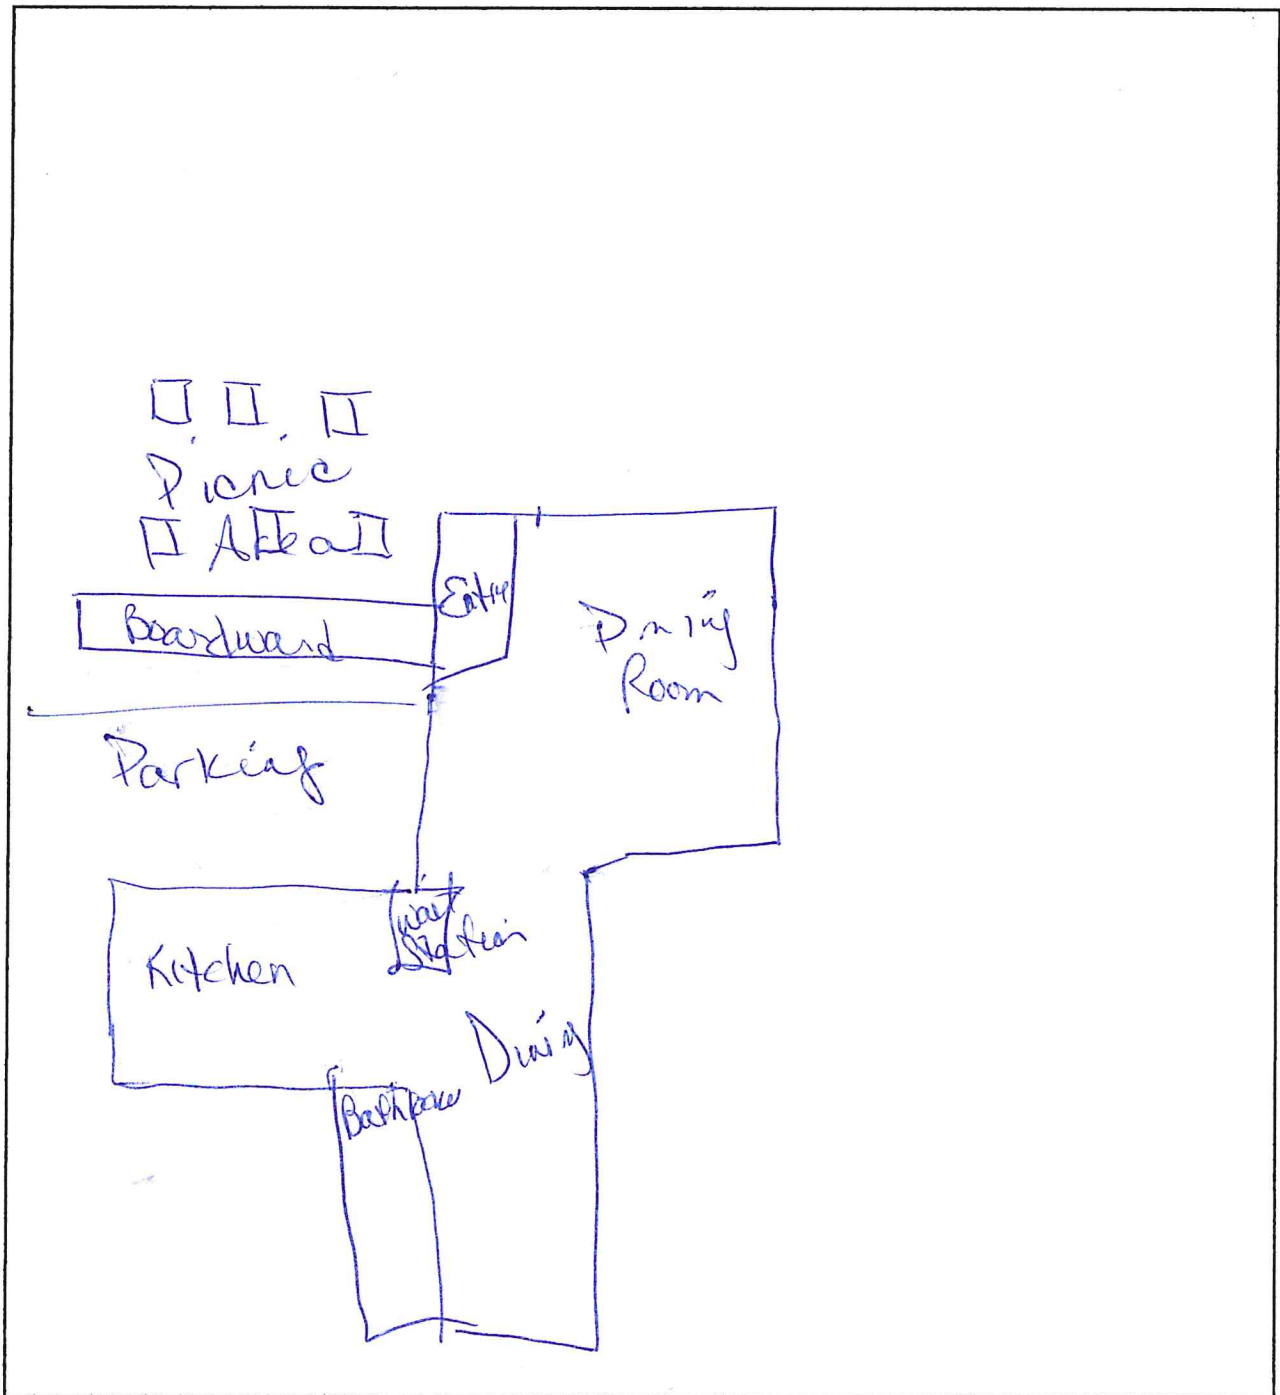 Picnic
Area
Entry
Boardward
Dining
Room
Parking
Wait
Station
Kitchen
Dining
Bathroom